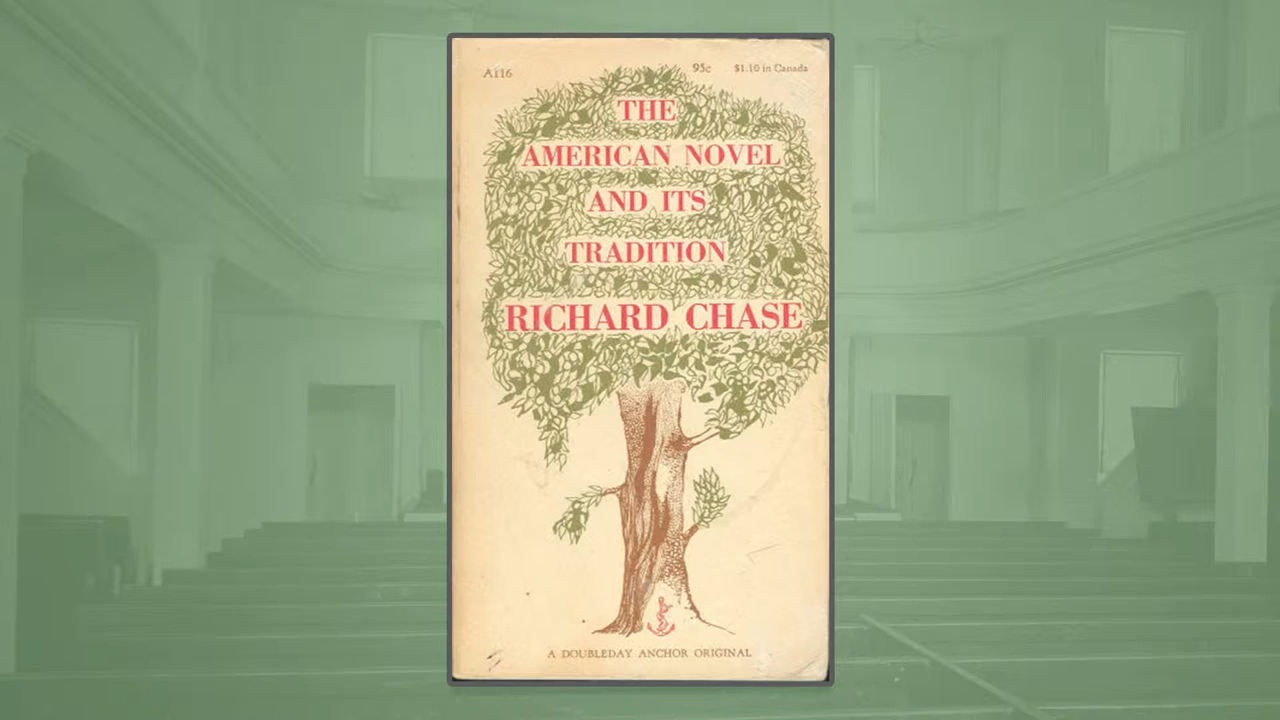 A116 95c $1.10 in Canada
THE
AMERICAN NOVEL
AND ITS
TRADITION
RICHARD CHASE
A DOUBLEDAY ANCHOR ORIGINAL